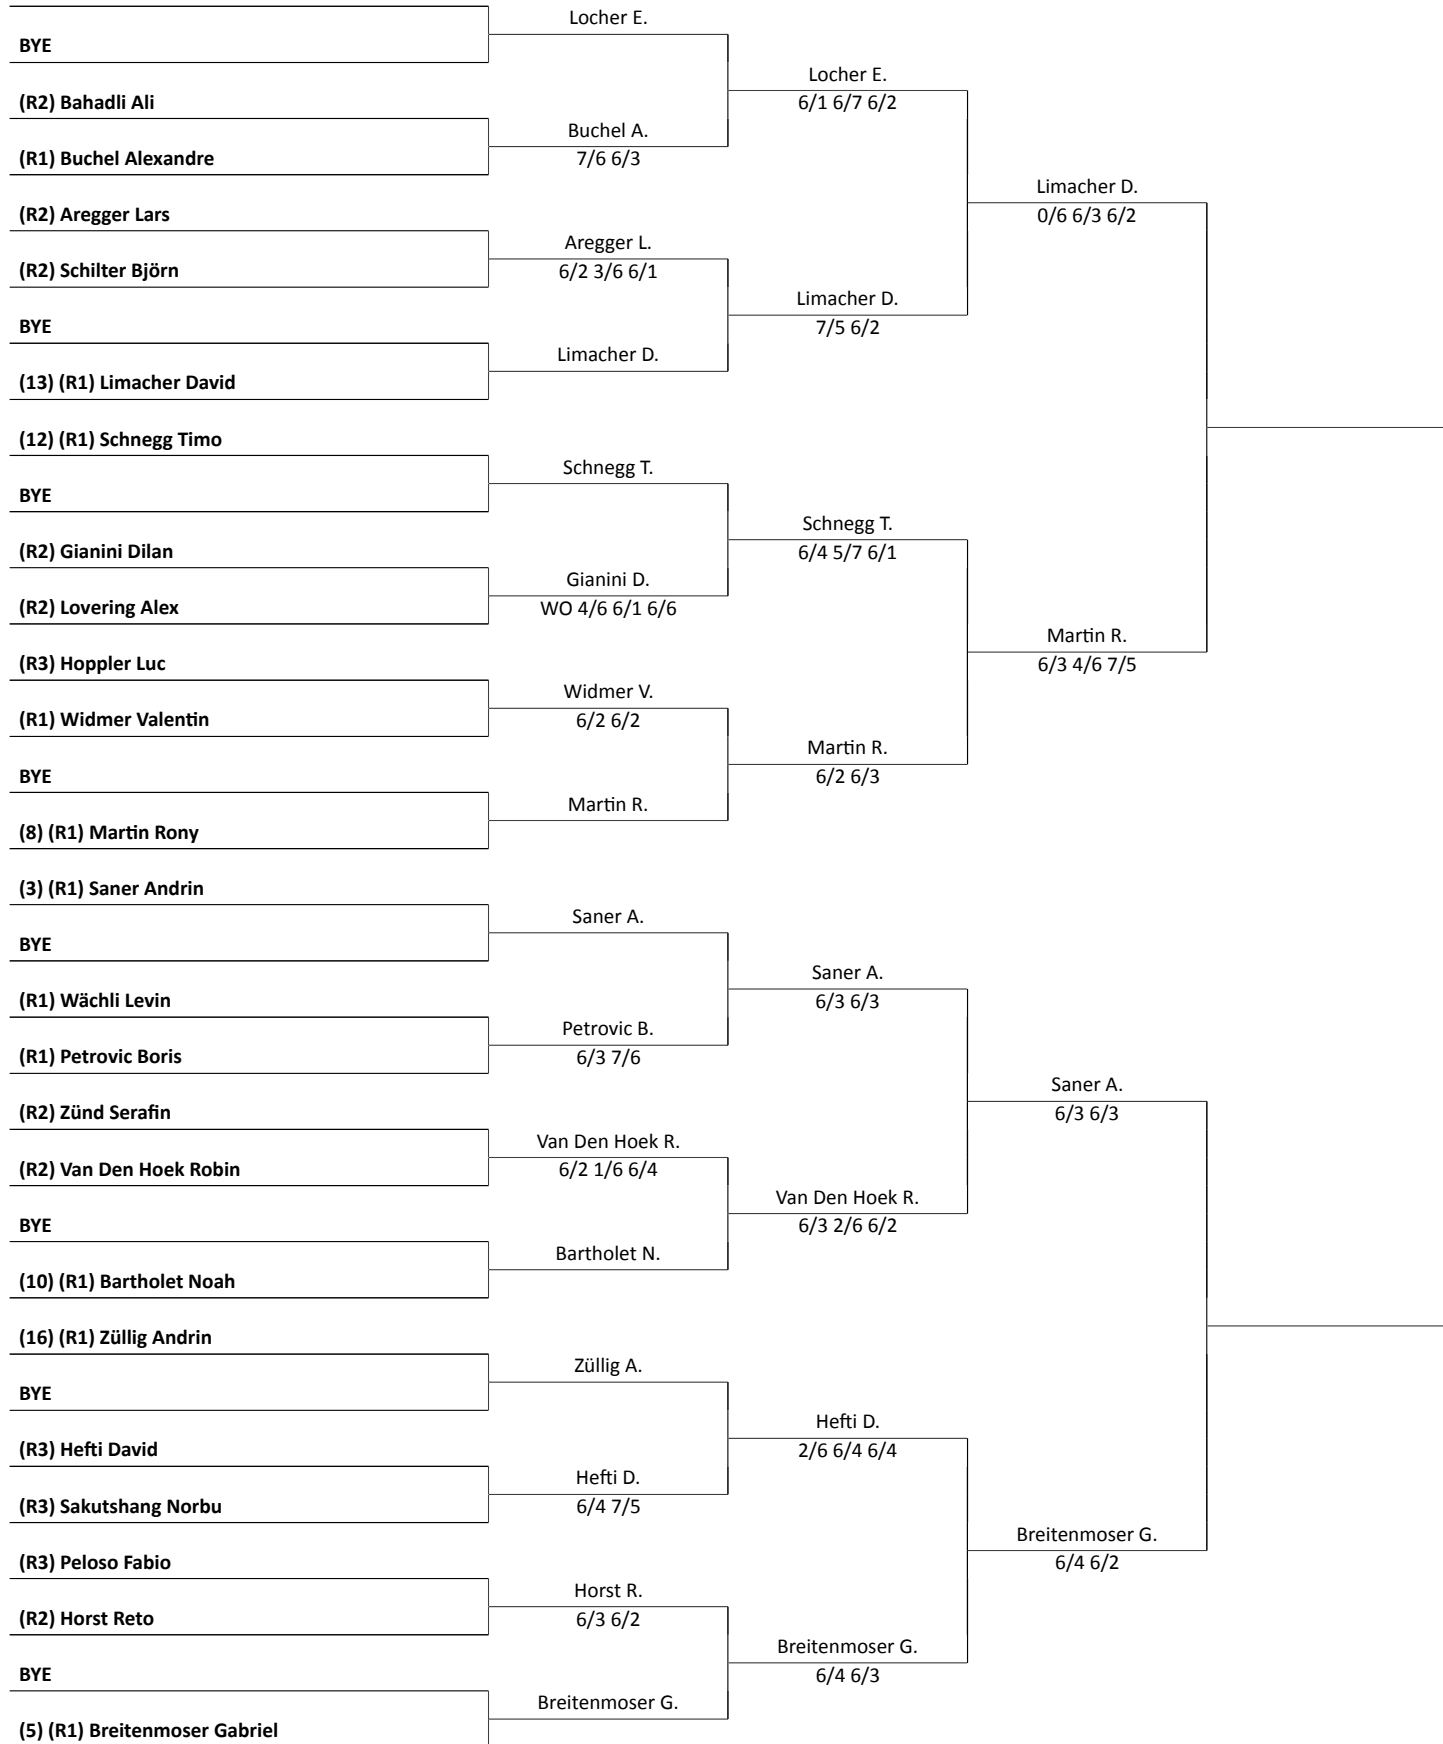 Locher E.
BYE
Locher E.
6/1 6/7 6/2
(R2) Bahadli Ali
Buchel A.
7/6 6/3
(R1) Buchel Alexandre
Limacher D.
0/6 6/3 6/2
(R2) Aregger Lars
Aregger L.
6/2 3/6 6/1
(R2) Schilter Björn
Limacher D.
7/5 6/2
BYE
Limacher D.
(13) (R1) Limacher David
(12) (R1) Schnegg Timo
Schnegg T.
BYE
Schnegg T.
6/4 5/7 6/1
(R2) Gianini Dilan
Gianini D.
WO 4/6 6/1 6/6
(R2) Lovering Alex
Martin R.
6/3 4/6 7/5
(R3) Hoppler Luc
Widmer V.
6/2 6/2
(R1) Widmer Valentin
Martin R.
6/2 6/3
BYE
Martin R.
(8) (R1) Martin Rony
(3) (R1) Saner Andrin
Saner A.
BYE
Saner A.
6/3 6/3
(R1) Wächli Levin
Petrovic B.
6/3 7/6
(R1) Petrovic Boris
Saner A.
6/3 6/3
(R2) Zünd Serafin
Van Den Hoek R.
6/2 1/6 6/4
(R2) Van Den Hoek Robin
Van Den Hoek R.
6/3 2/6 6/2
BYE
Bartholet N.
(10) (R1) Bartholet Noah
(16) (R1) Züllig Andrin
Züllig A.
BYE
Hefti D.
2/6 6/4 6/4
(R3) Hefti David
Hefti D.
6/4 7/5
(R3) Sakutshang Norbu
Breitenmoser G.
6/4 6/2
(R3) Peloso Fabio
Horst R.
6/3 6/2
(R2) Horst Reto
Breitenmoser G.
6/4 6/3
BYE
Breitenmoser G.
(5) (R1) Breitenmoser Gabriel